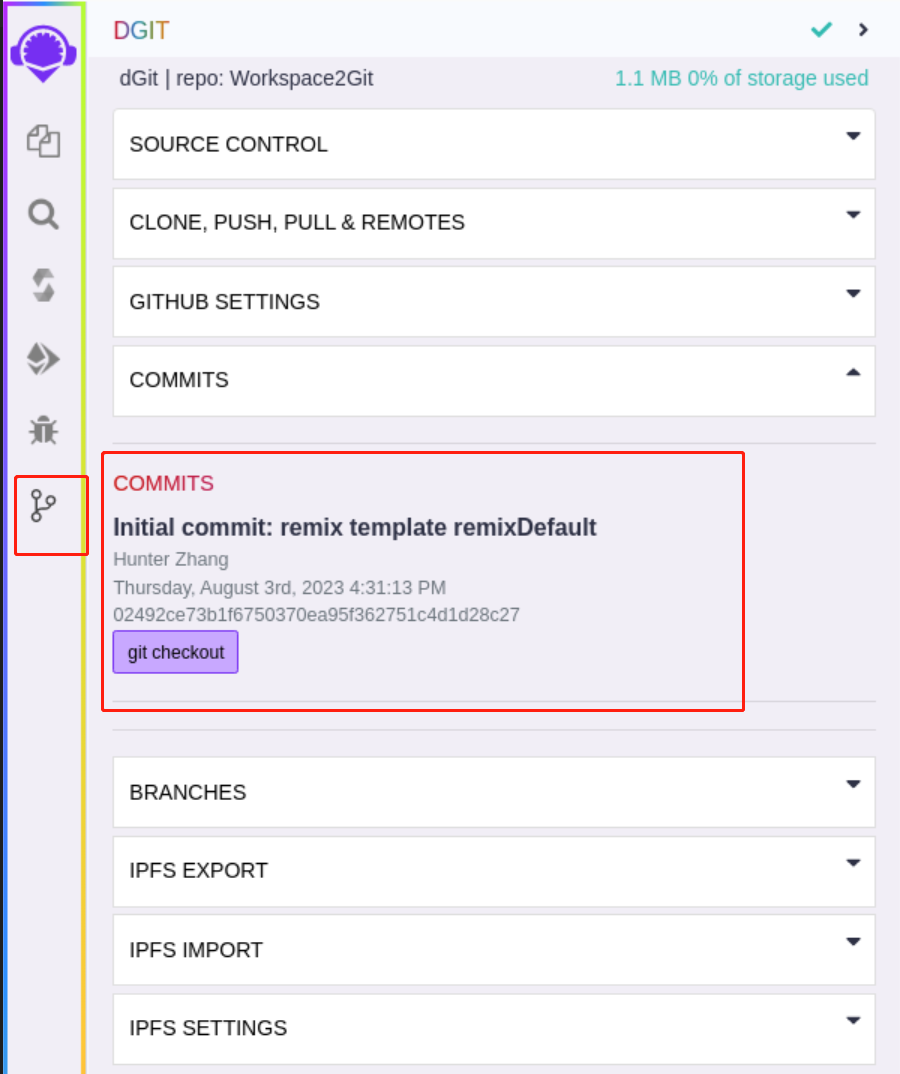 DGIT
dGit | repo: Workspace2Git
1.1 MB 0% of storage used
SOURCE CONTROL
CLONE, PUSH, PULL & REMOTES
GITHUB SETTINGS
COMMITS
COMMITS
Initial commit: remix template remixDefault
Hunter Zhang
Thursday, August 3rd, 2023 4:31:13 PM
02492ce73b1f6750370ea95f362751c4d1d28c27
git checkout
BRANCHES
IPFS EXPORT
IPFS IMPORT
IPFS SETTINGS